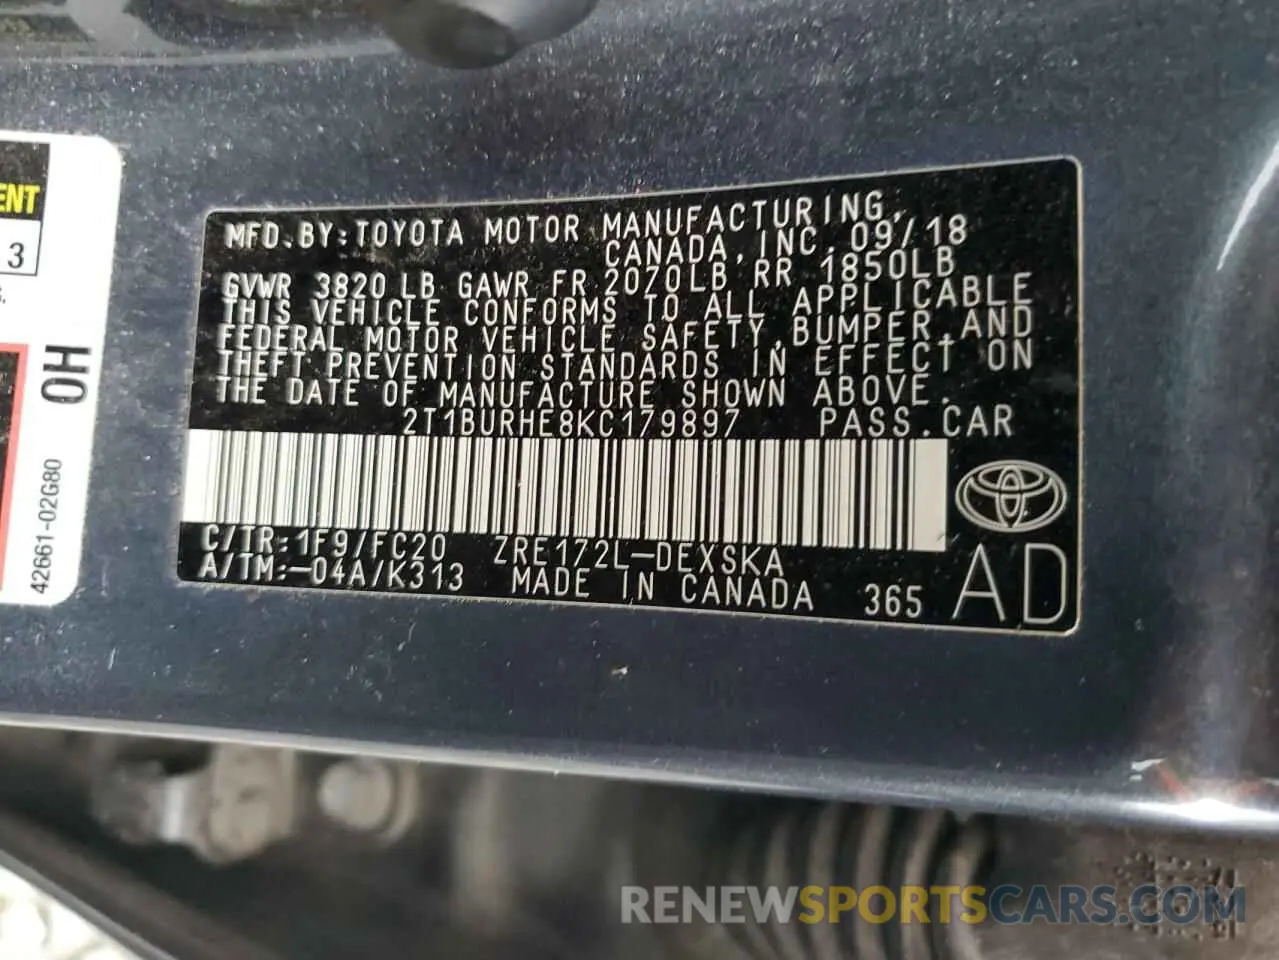 MFD.BY:TOYOTA MOTOR MANUFACTURING,
CANADA,INC. 09/18
GVWR 3820 LB GAWR FR 2070LB RR 1850LB
THIS VEHICLE CONFORMS TO ALL APPLICABLE
FEDERAL MOTOR VEHICLE SAFETY,BUMPER,AND
THEFT PREVENTION STANDARDS IN EFFECT ON
THE DATE OF MANUFACTURE SHOWN ABOVE.
2T1BURHE8KC179897 PASS.CAR
C/TR:1F9/FC20 ZRE172L-DEXSKA
A/TM:-04A/K313 MADE IN CANADA 365 AD
ENT
3
OH
42661-02G80
RENEWSPORTSCARS.COM